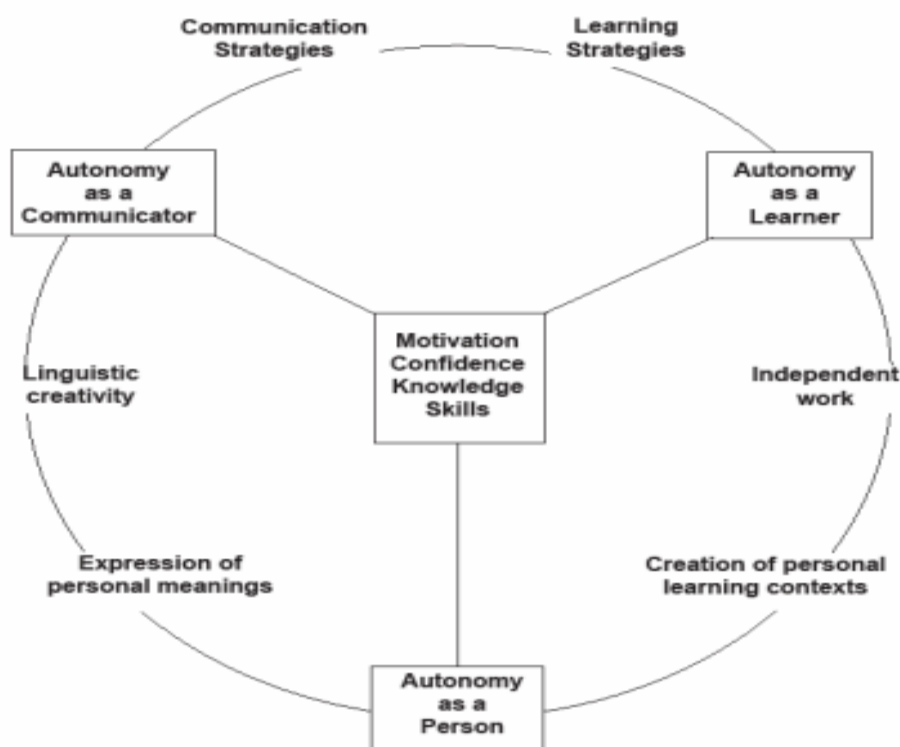 Communication
Strategies
Learning
Strategies
Autonomy
as a
Communicator
Autonomy
as a
Learner
Motivation
Confidence
Knowledge
Skills
Linguistic
creativity
Independent
work
Expression of
personal meanings
Creation of personal
learning contexts
Autonomy
as a
Person